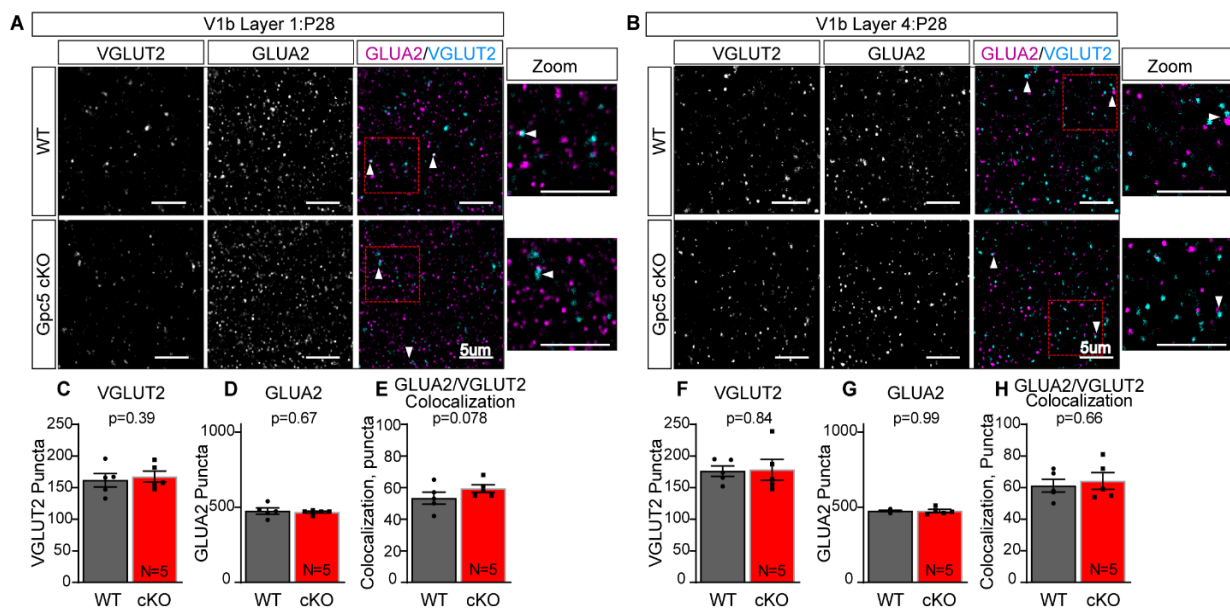 A
V1b Layer 1:P28
VGLUT2
GLUA2
GLUA2/VGLUT2
Zoom
WT
Gpc5 cKO
5um
B
V1b Layer 4:P28
VGLUT2
GLUA2
GLUA2/VGLUT2
Zoom
WT
Gpc5 cKO
5um
C
VGLUT2
p=0.39
VGLUT2 Puncta
250
200
150
100
50
0
N=5
WT cKO
D
GLUA2
p=0.67
GLUA2 Puncta
1000
500
0
N=5
WT cKO
E
GLUA2/VGLUT2
Colocalization
p=0.078
Colocalization, puncta
100
80
60
40
20
0
N=5
WT cKO
F
VGLUT2
p=0.84
VGLUT2 Puncta
250
200
150
100
50
0
N=5
WT cKO
G
GLUA2
p=0.99
GLUA2 Puncta
1000
500
0
N=5
WT cKO
H
GLUA2/VGLUT2
Colocalization
p=0.66
Colocalization, Puncta
100
80
60
40
20
0
N=5
WT cKO